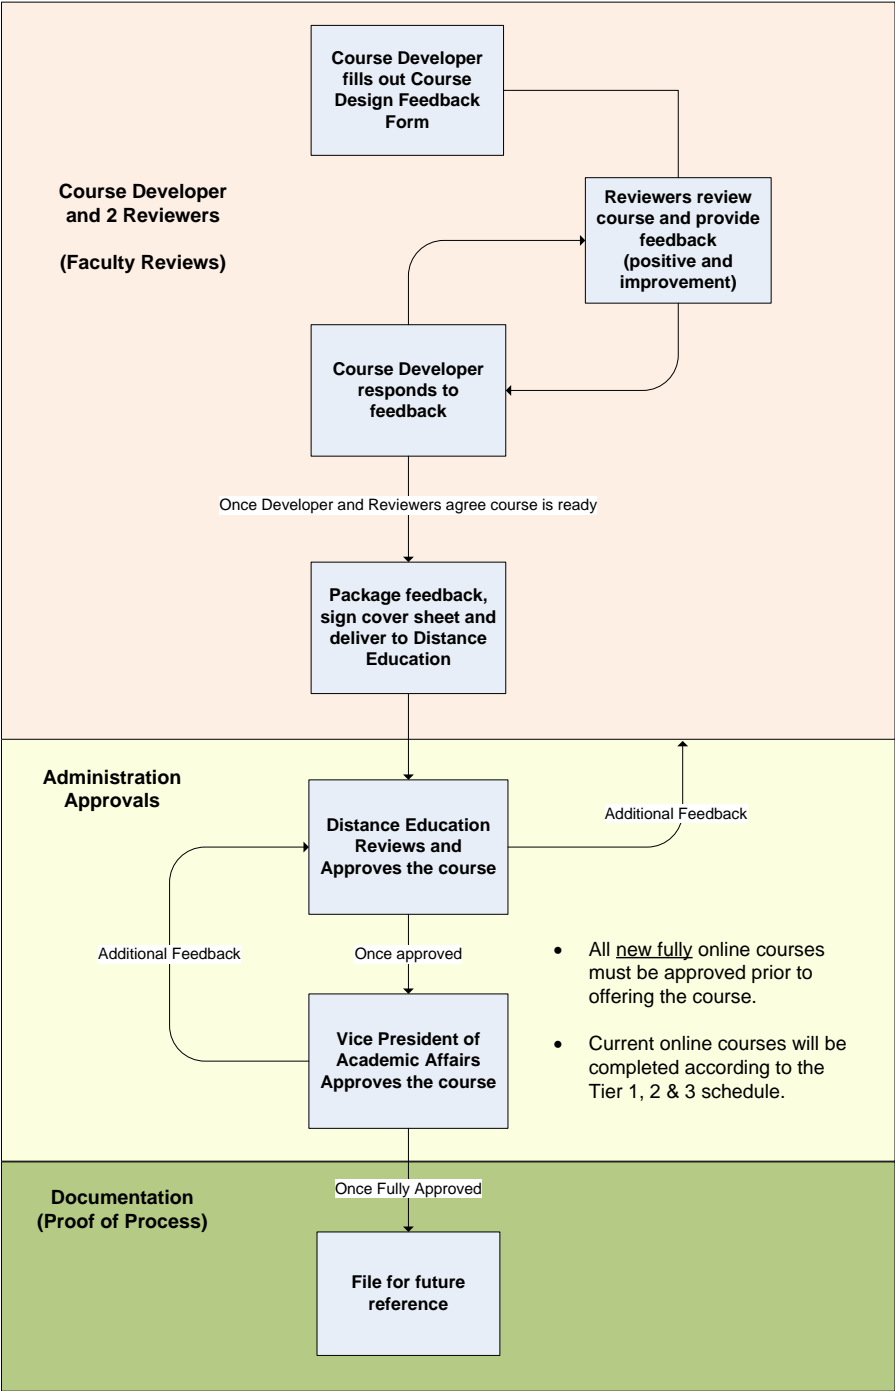 Course Developer
fills out Course
Design Feedback
Form
Course Developer
and 2 Reviewers
(Faculty Reviews)
Reviewers review
course and provide
feedback
(positive and
improvement)
Course Developer
responds to
feedback
Once Developer and Reviewers agree course is ready
Package feedback,
sign cover sheet and
deliver to Distance
Education
Administration
Approvals
Distance Education
Reviews and
Approves the course
Additional Feedback
Additional Feedback
Once approved
• All new fully online courses
must be approved prior to
offering the course.
• Current online courses will be
completed according to the
Tier 1, 2 & 3 schedule.
Vice President of
Academic Affairs
Approves the course
Documentation
(Proof of Process)
Once Fully Approved
File for future
reference